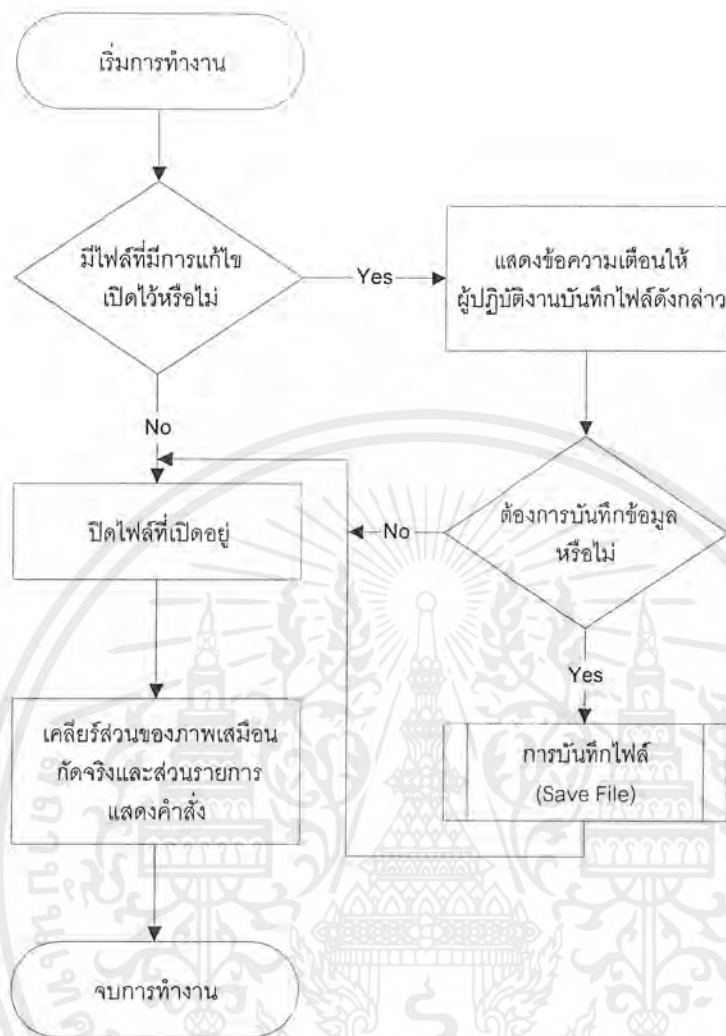 เริ่มการทำงาน
มีไฟล์ที่มีการแก้ไข
เปิดไว้หรือไม่
Yes
แสดงข้อความเตือนให้
ผู้ปฏิบัติงานบันทึกไฟล์ดังกล่าว
No
ปิดไฟล์ที่เปิดอยู่
No
ต้องการบันทึกข้อมูล
หรือไม่
Yes
เคลียร์ส่วนของภาพเสมือน
กัดจริงและส่วนรายการ
แสดงคำสั่ง
การบันทึกไฟล์
(Save File)
จบการทำงาน